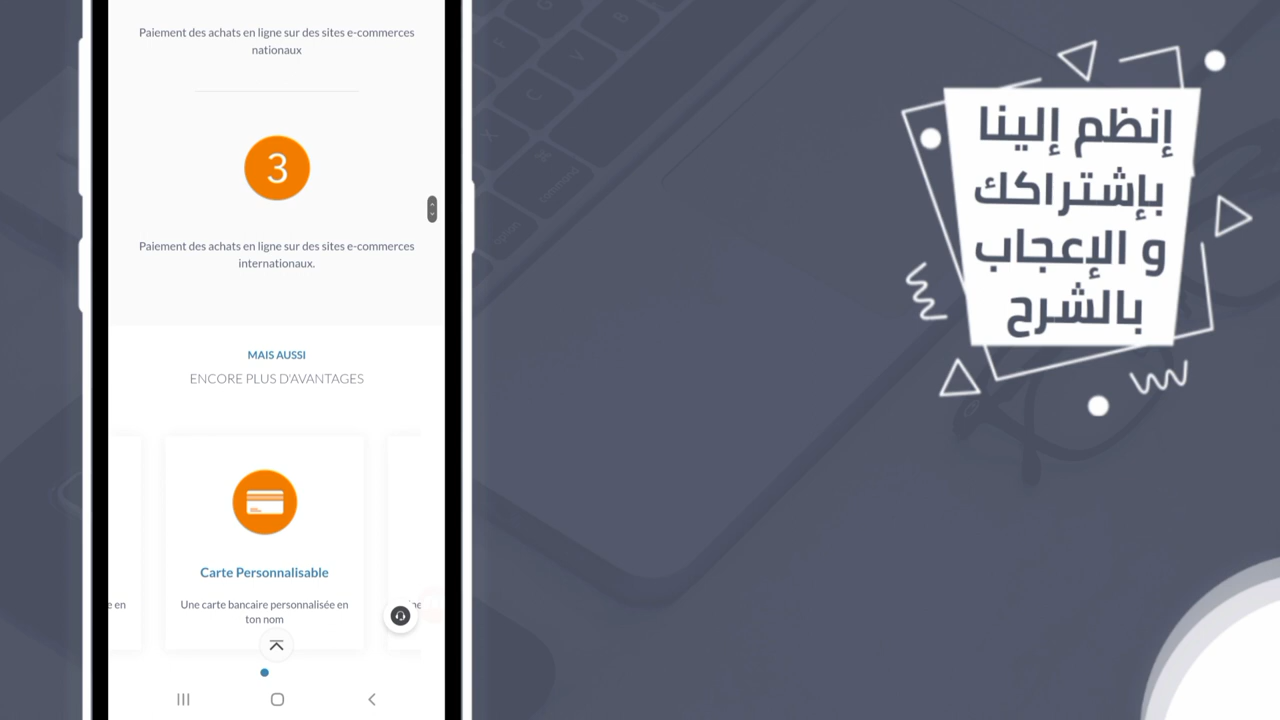 Paiement des achats en ligne sur des sites e-commerces
nationaux
3
Paiement des achats en ligne sur des sites e-commerces
internationaux.
MAIS AUSSI
ENCORE PLUS D'AVANTAGES
Carte Personnalisable
e en
Une carte bancaire personnalisée en
ton nom
إنظم إلينا
بإشتراكك
و الإعجاب
بالشرح